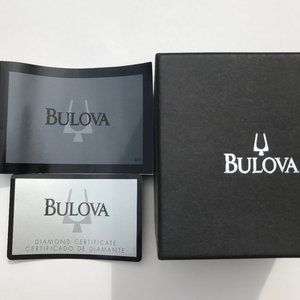 BULOVA
BULOVA
DIAMOND CERTIFICATE
CERTIFICADO DE DIAMANTE
BULOVA